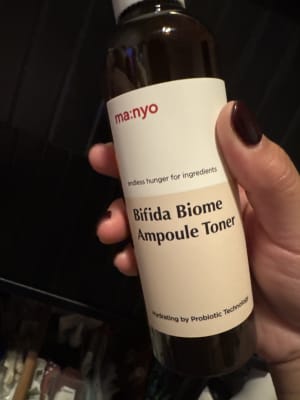 ma:nyo
endless hunger for ingredients
Bifida Biome
Ampoule Toner
Hydrating by Probiotic Technology